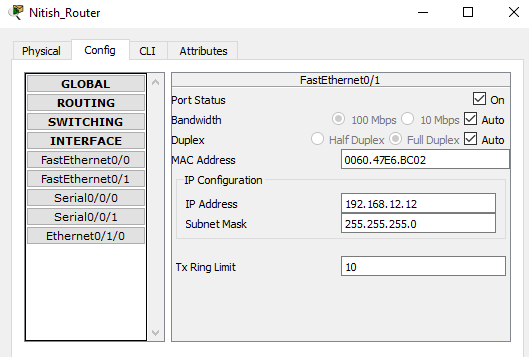 Nitish_Router
Physical Config CLI Attributes
GLOBAL
ROUTING
SWITCHING
INTERFACE
FastEthernet0/0
FastEthernet0/1
Serial0/0/0
Serial0/0/1
Ethernet0/1/0
FastEthernet0/1
Port Status On
Bandwidth 100 Mbps 10 Mbps Auto
Duplex Half Duplex Full Duplex Auto
MAC Address 0060.47E6.BC02
IP Configuration
IP Address 192.168.12.12
Subnet Mask 255.255.255.0
Tx Ring Limit 10